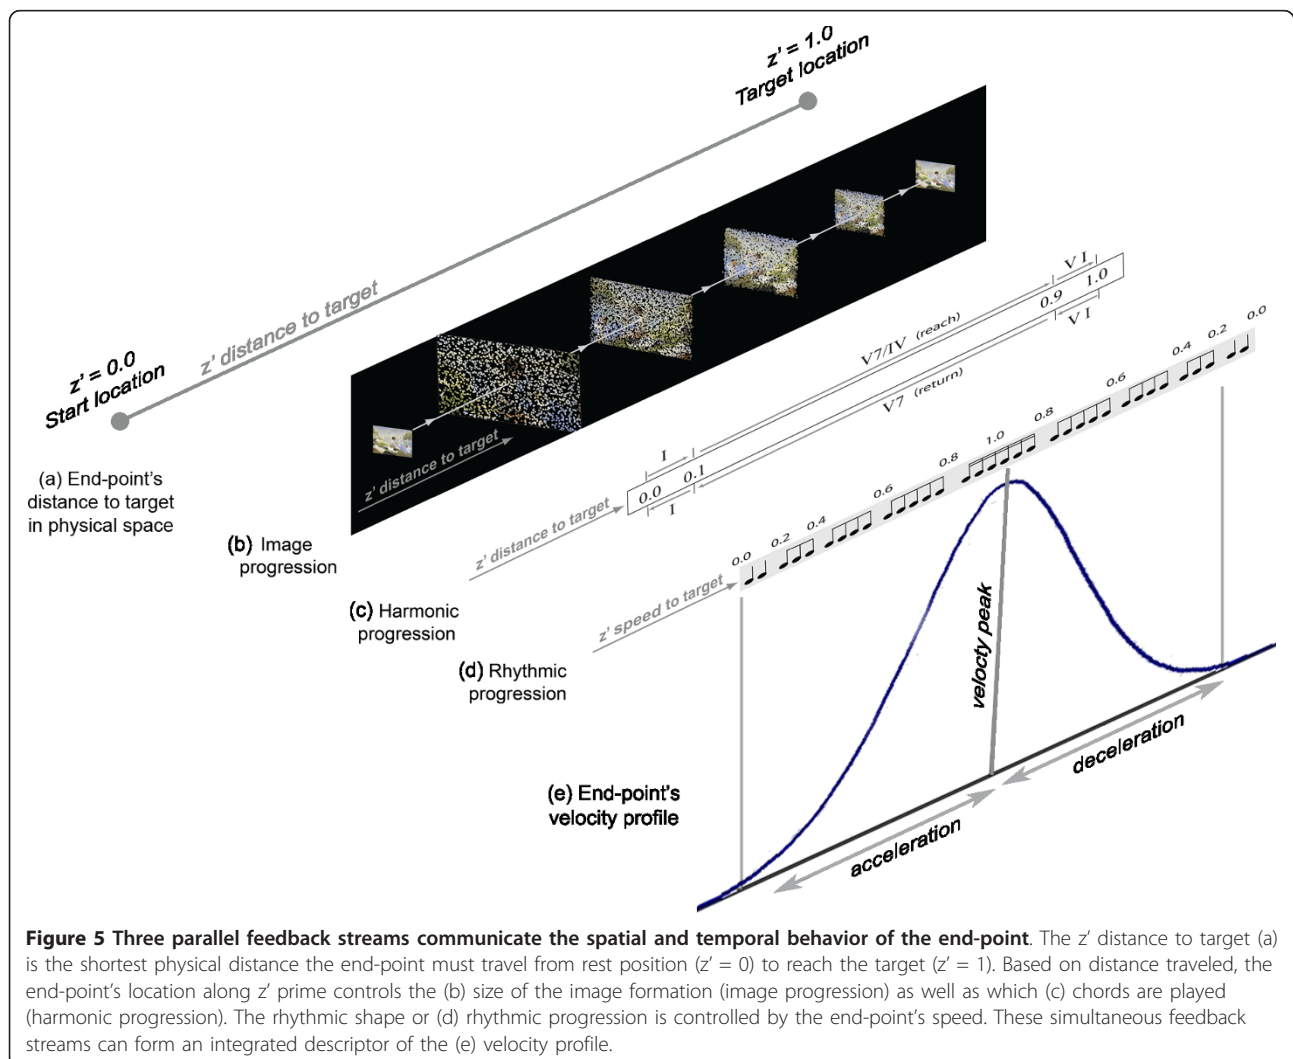 z' = 1.0
Target location
z' distance to target
z' = 0.0
Start location
(a) End-point's
distance to target
in physical space
z' distance to target
(b) Image
progression
z' distance to target
0.0 0.1 0.9 1.0
I
V7/IV (reach)
V I
I
V7 (return)
V I
(c) Harmonic
progression
z' speed to target
0.0 0.2 0.4 0.6 0.8 1.0 0.8 0.6 0.4 0.2 0.0
(d) Rhythmic
progression
velocty peak
(e) End-point's
velocity profile
acceleration
deceleration
Figure 5 Three parallel feedback streams communicate the spatial and temporal behavior of the end-point. The z' distance to target (a)
is the shortest physical distance the end-point must travel from rest position (z' = 0) to reach the target (z' = 1). Based on distance traveled, the
end-point's location along z' prime controls the (b) size of the image formation (image progression) as well as which (c) chords are played
(harmonic progression). The rhythmic shape or (d) rhythmic progression is controlled by the end-point's speed. These simultaneous feedback
streams can form an integrated descriptor of the (e) velocity profile.